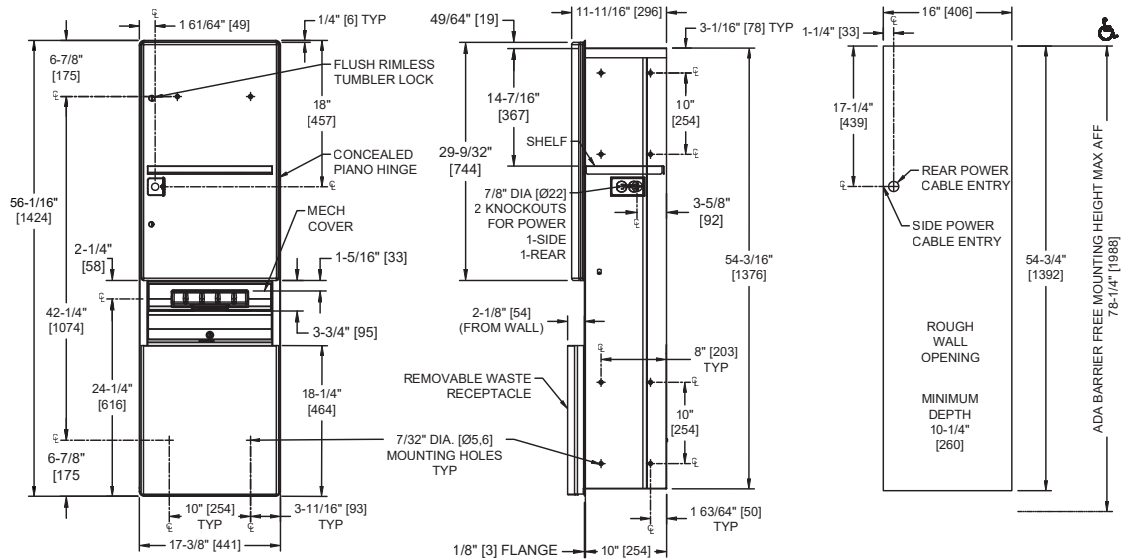 1 61/64" [49]
1/4" [6] TYP
6-7/8"
[175]
FLUSH RIMLESS
TUMBLER LOCK
18"
[457]
CONCEALED
PIANO HINGE
56-1/16"
[1424]
MECH
COVER
2-1/4"
[58]
1-5/16" [33]
42-1/4"
[1074]
3-3/4" [95]
24-1/4"
[616]
18-1/4"
[464]
6-7/8"
[175
10" [254]
TYP
3-11/16" [93]
TYP
17-3/8" [441]
49/64" [19]
11-11/16" [296]
3-1/16" [78] TYP
14-7/16"
[367]
10"
[254]
SHELF
29-9/32"
[744]
7/8" DIA [Ø22]
2 KNOCKOUTS
FOR POWER
1-SIDE
1-REAR
3-5/8"
[92]
54-3/16"
[1376]
2-1/8" [54]
(FROM WALL)
8" [203]
TYP
REMOVABLE WASTE
RECEPTACLE
10"
[254]
7/32" DIA. [Ø5,6]
MOUNTING HOLES
TYP
1 63/64" [50]
TYP
1/8" [3] FLANGE
10" [254]
16" [406]
1-1/4" [33]
17-1/4"
[439]
REAR POWER
CABLE ENTRY
SIDE POWER
CABLE ENTRY
54-3/4"
[1392]
ROUGH
WALL
OPENING
MINIMUM
DEPTH
10-1/4"
[260]
ADA BARRIER FREE MOUNTING HEIGHT MAX AFF
78-1/4" [1988]